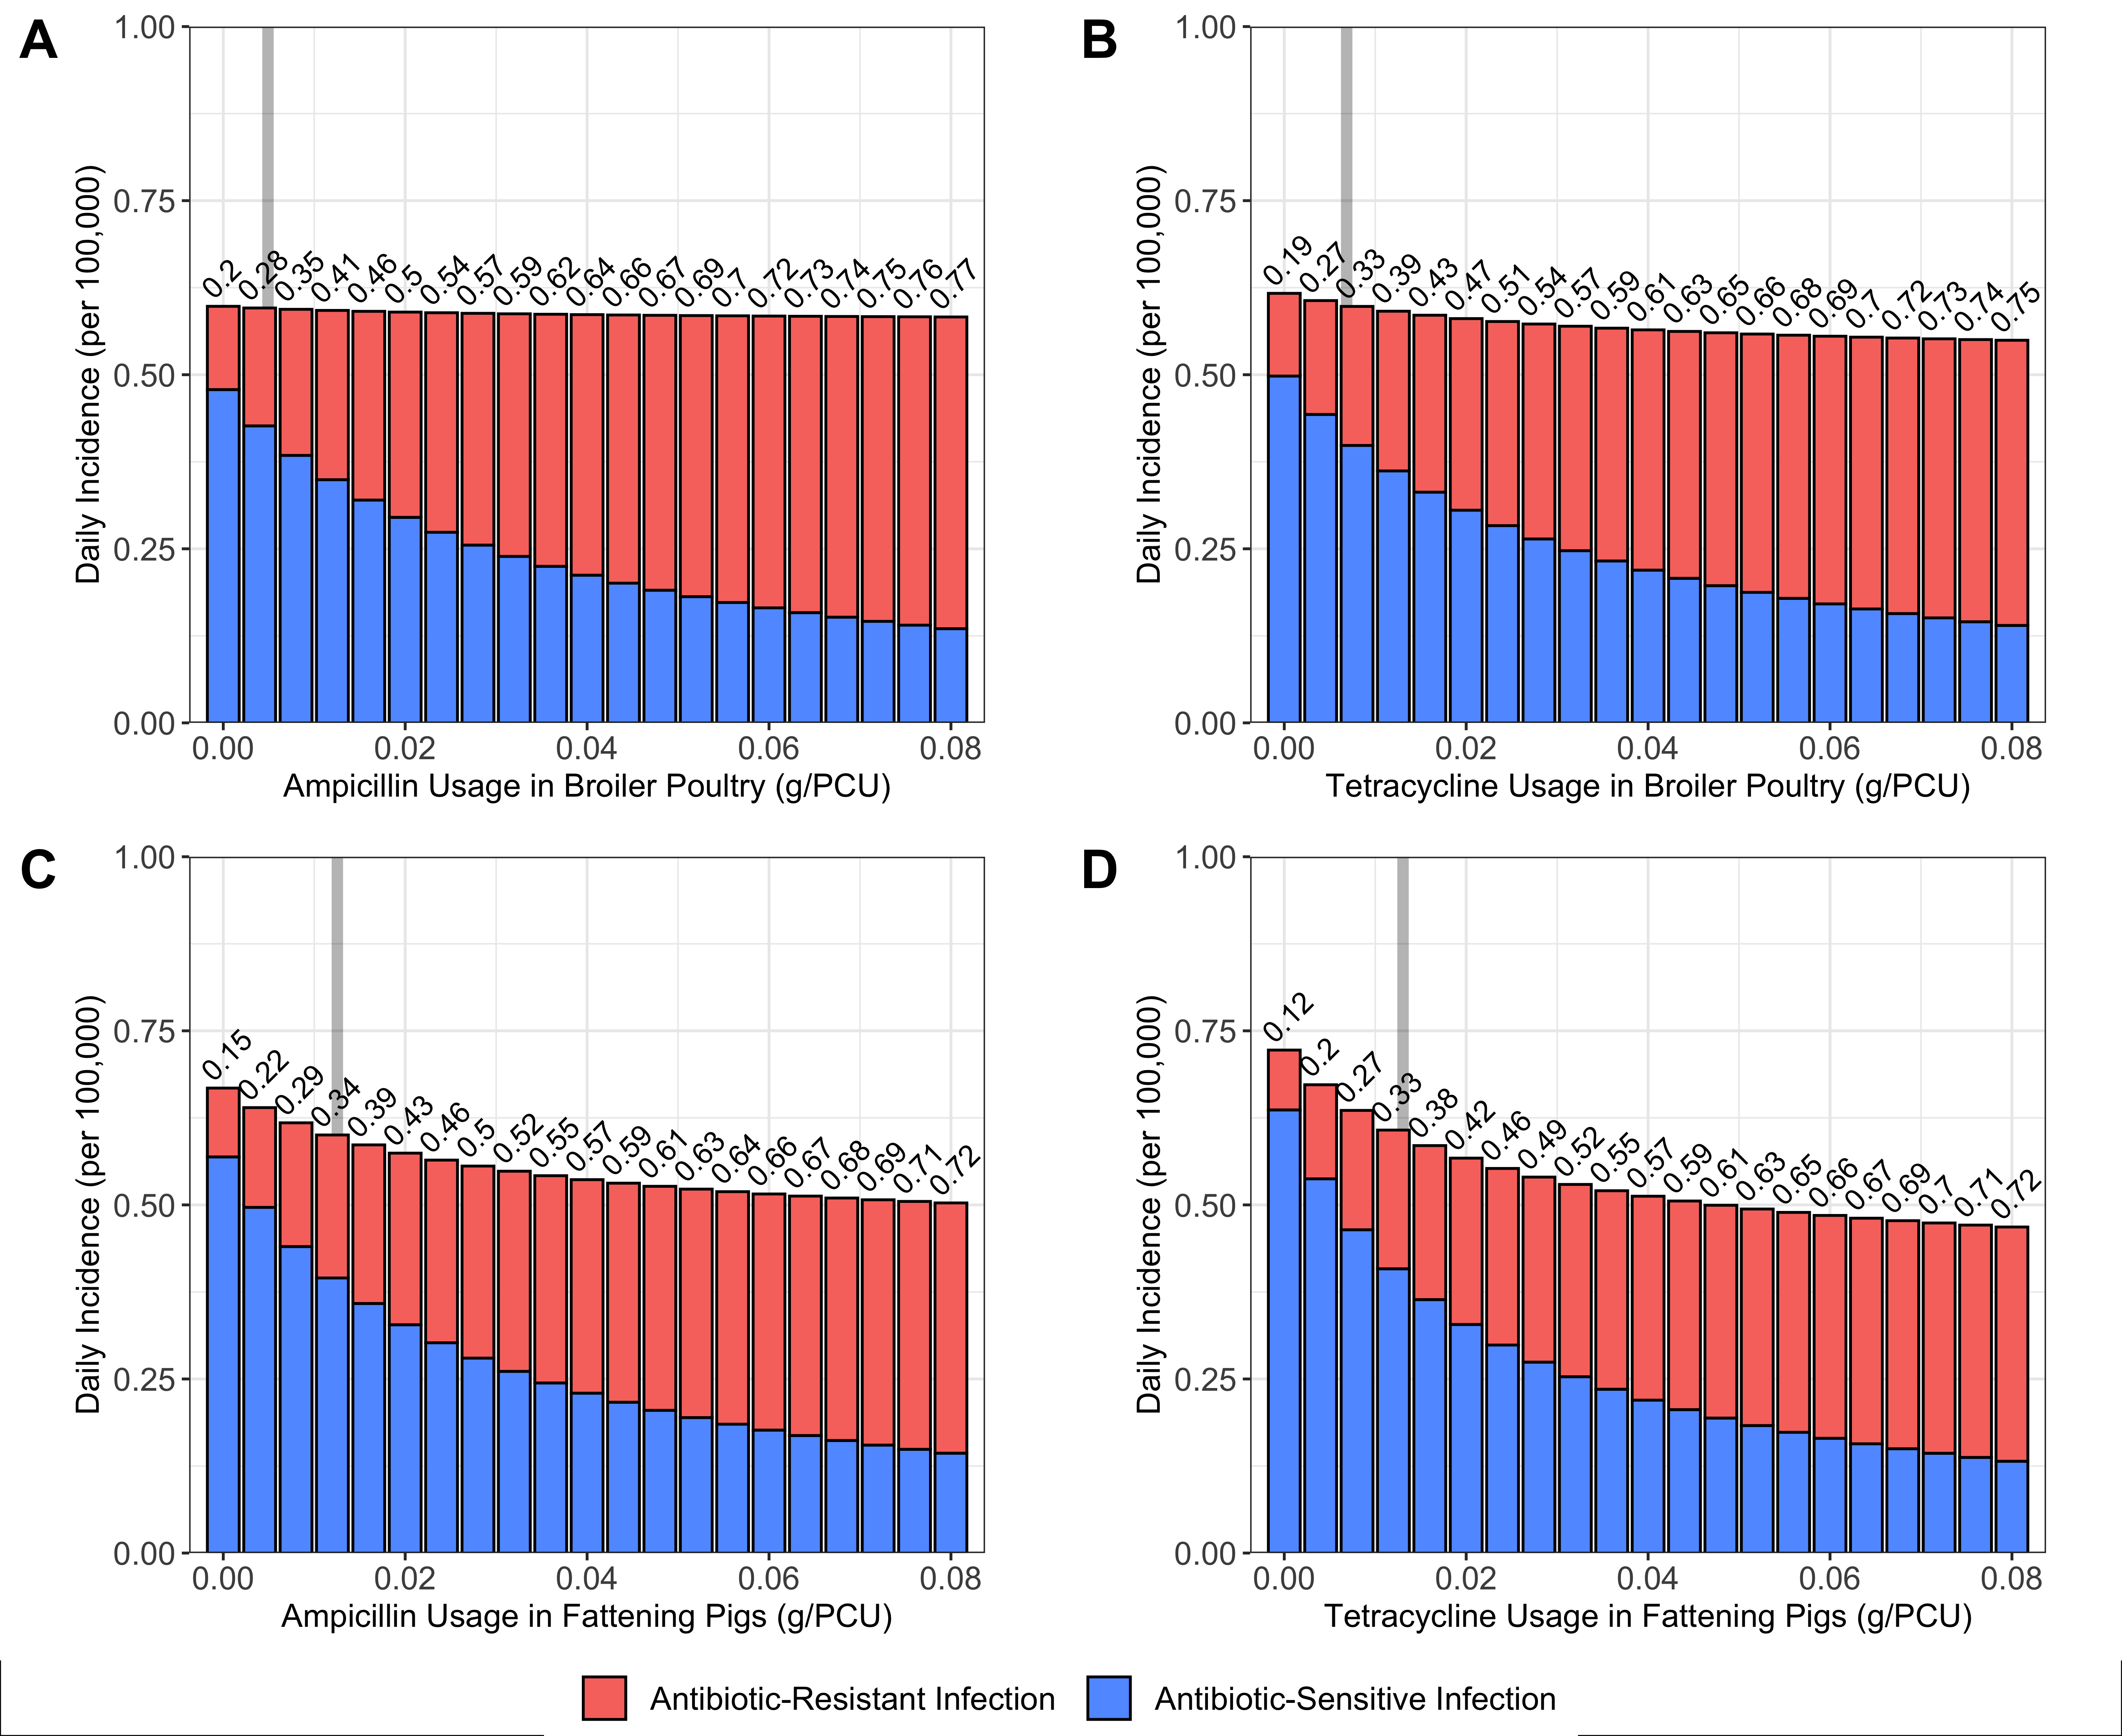 A
1.00
0.75
0.50
0.25
0.00
Daily Incidence (per 100,000)
0.2 0.28 0.35 0.41 0.46 0.5 0.54 0.57 0.59 0.62 0.64 0.66 0.67 0.69 0.7 0.72 0.73 0.74 0.75 0.76 0.77
0.00 0.02 0.04 0.06 0.08
Ampicillin Usage in Broiler Poultry (g/PCU)
B
1.00
0.75
0.50
0.25
0.00
Daily Incidence (per 100,000)
0.19 0.27 0.33 0.39 0.43 0.47 0.51 0.54 0.57 0.59 0.61 0.63 0.65 0.66 0.68 0.69 0.7 0.72 0.73 0.74 0.75
0.00 0.02 0.04 0.06 0.08
Tetracycline Usage in Broiler Poultry (g/PCU)
C
1.00
0.75
0.50
0.25
0.00
Daily Incidence (per 100,000)
0.15 0.22 0.29 0.34 0.39 0.43 0.46 0.5 0.52 0.55 0.57 0.59 0.61 0.63 0.64 0.66 0.67 0.68 0.69 0.71 0.72
0.00 0.02 0.04 0.06 0.08
Ampicillin Usage in Fattening Pigs (g/PCU)
D
1.00
0.75
0.50
0.25
0.00
Daily Incidence (per 100,000)
0.12 0.2 0.27 0.33 0.38 0.42 0.46 0.49 0.52 0.55 0.57 0.59 0.61 0.63 0.65 0.66 0.67 0.69 0.7 0.71 0.72
0.00 0.02 0.04 0.06 0.08
Tetracycline Usage in Fattening Pigs (g/PCU)
Antibiotic-Resistant Infection Antibiotic-Sensitive Infection